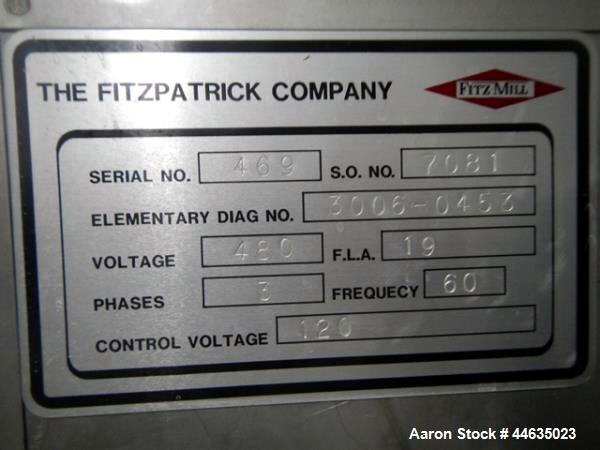 THE FITZPATRICK COMPANY FITZ MILL
SERIAL NO. 469 S.O. NO. 7081
ELEMENTARY DIAG NO. 3006-0453
VOLTAGE 480 F.L.A. 19
PHASES 3 FREQUECY 60
CONTROL VOLTAGE 120
Aaron Stock # 44635023